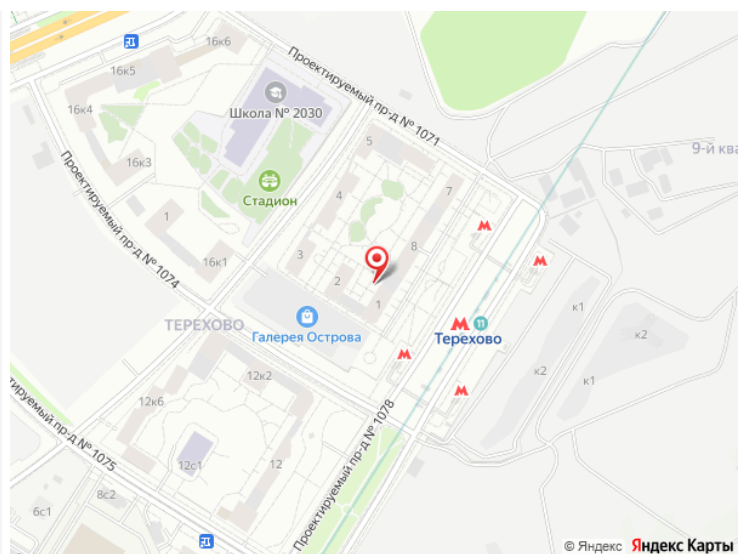 16к6
16к5
Проектируемый пр-д № 1071
16к4
Школа № 2030
5
9-й ква
16к3
Проектируемый пр-д № 1074
Стадион
4
7
1
8
16к1
3
2
1
к1
ТЕРЕХОВО
Галерея Острова
11
Терехово
к2
к2
к1
12к2
12к6
Проектируемый пр-д № 1078
Проектируемый пр-д № 1075
12с1
12
8с2
6с1
© Яндекс Яндекс Карты